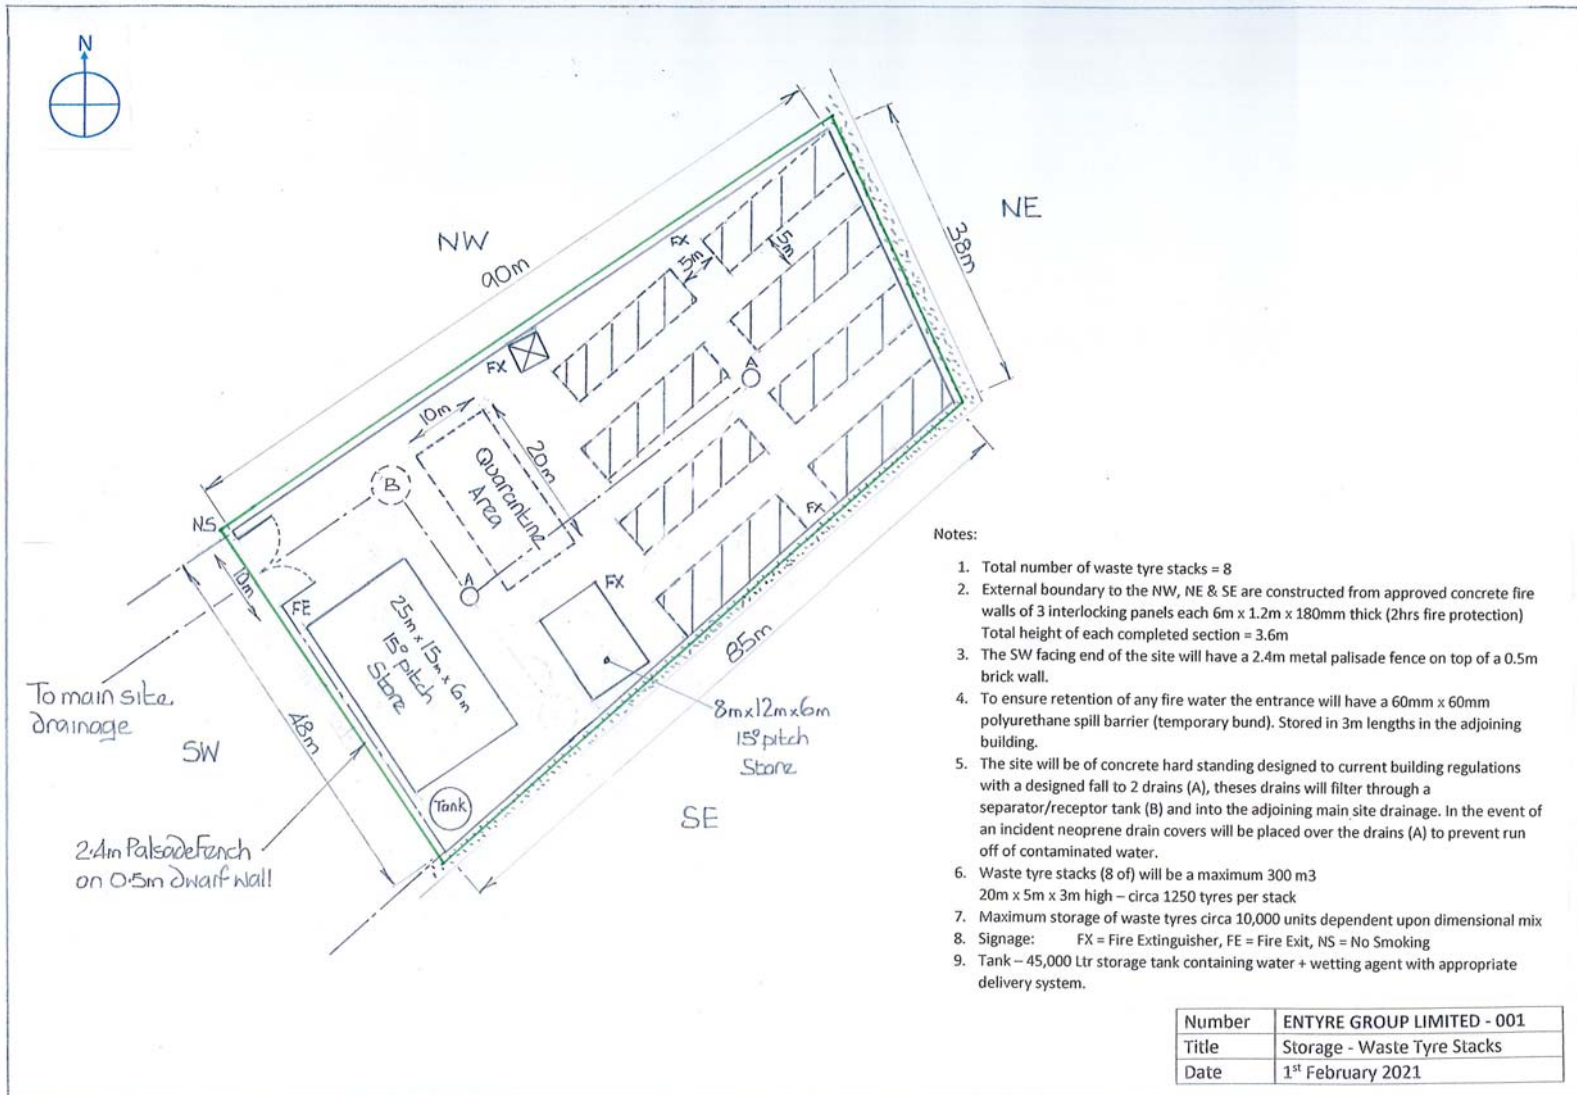 N
NW
90m
NE
38m
FX
5m
5m
FX
A
10m
20m
Quarantine
Area
B
NS
10m
FE
A
FX
FX
25m x 15m x 6m
15° pitch
Store
To main site
drainage
SW
48m
85m
8mx12mx6m
15° pitch
Store
Tank
SE
2.4m Palsade Fench
on 0.5m dwarf wall
Notes:
1. Total number of waste tyre stacks = 8
2. External boundary to the NW, NE & SE are constructed from approved concrete fire
walls of 3 interlocking panels each 6m x 1.2m x 180mm thick (2hrs fire protection)
Total height of each completed section = 3.6m
3. The SW facing end of the site will have a 2.4m metal palisade fence on top of a 0.5m
brick wall.
4. To ensure retention of any fire water the entrance will have a 60mm x 60mm
polyurethane spill barrier (temporary bund). Stored in 3m lengths in the adjoining
building.
5. The site will be of concrete hard standing designed to current building regulations
with a designed fall to 2 drains (A), theses drains will filter through a
separator/receptor tank (B) and into the adjoining main site drainage. In the event of
an incident neoprene drain covers will be placed over the drains (A) to prevent run
off of contaminated water.
6. Waste tyre stacks (8 of) will be a maximum 300 m3
20m x 5m x 3m high – circa 1250 tyres per stack
7. Maximum storage of waste tyres circa 10,000 units dependent upon dimensional mix
8. Signage: FX = Fire Extinguisher, FE = Fire Exit, NS = No Smoking
9. Tank – 45,000 Ltr storage tank containing water + wetting agent with appropriate
delivery system.
Number ENTYRE GROUP LIMITED - 001
Title Storage - Waste Tyre Stacks
Date 1st February 2021